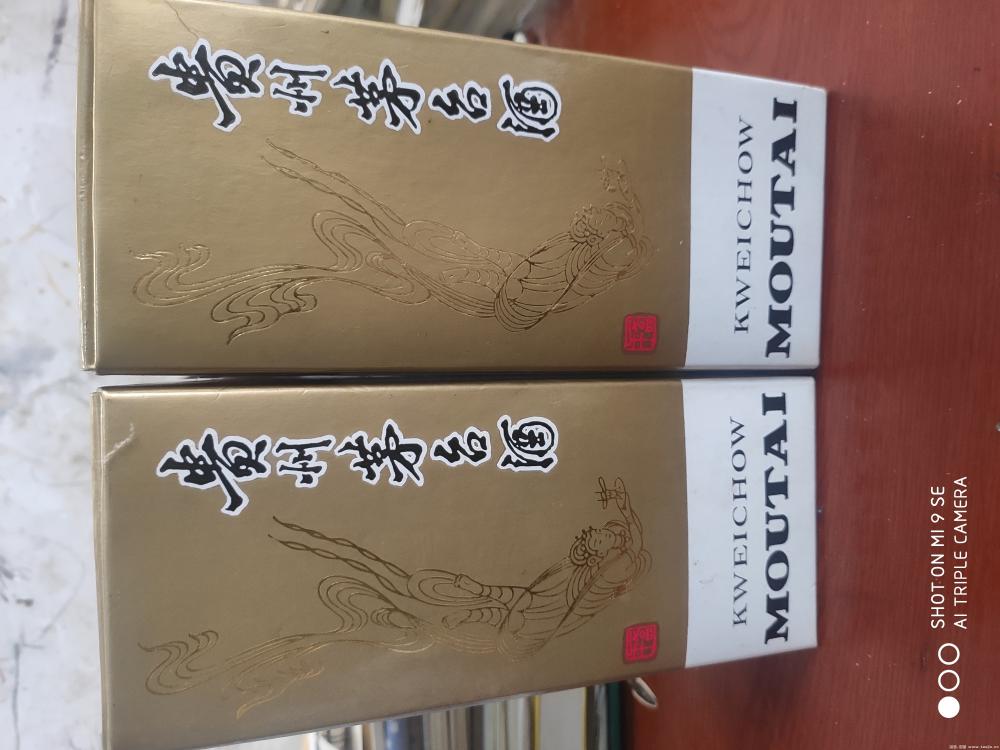 貴州茅台酒
KWEICHOW
MOUTAI
貴州茅台酒
KWEICHOW
MOUTAI
SHOT ON MI 9 SE
AI TRIPLE CAMERA